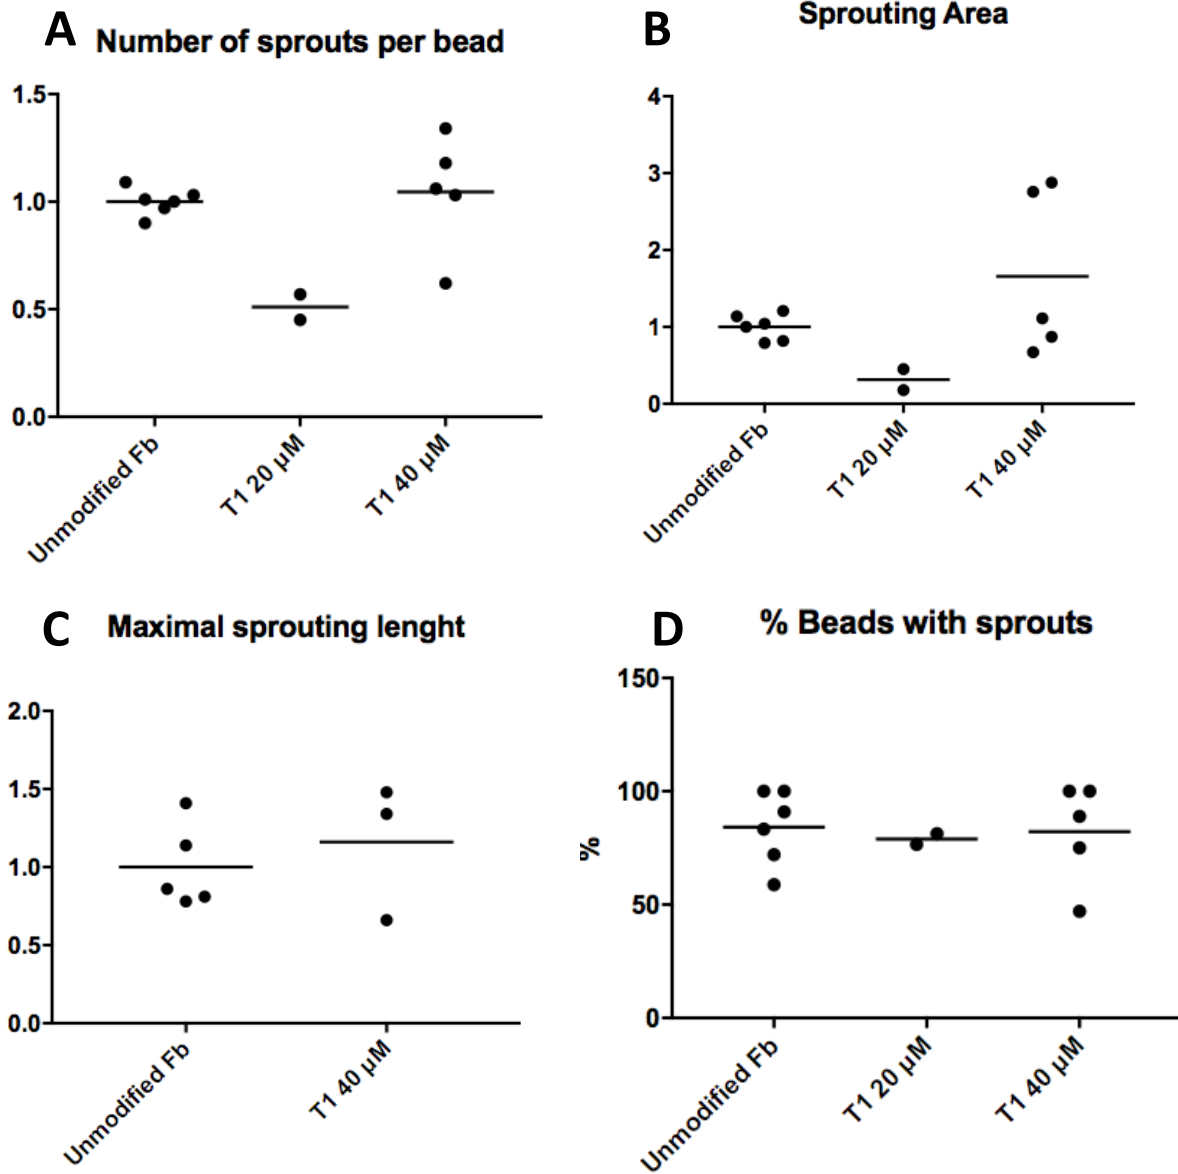 A Number of sprouts per bead
1.5
1.0
0.5
0.0
Unmodified Fb
T1 20 μM
T1 40 μM
B Sprouting Area
4
3
2
1
0
Unmodified Fb
T1 20 μM
T1 40 μM
C Maximal sprouting lenght
2.0
1.5
1.0
0.5
0.0
Unmodified Fb
T1 40 μM
D % Beads with sprouts
%
150
100
50
0
Unmodified Fb
T1 20 μM
T1 40 μM